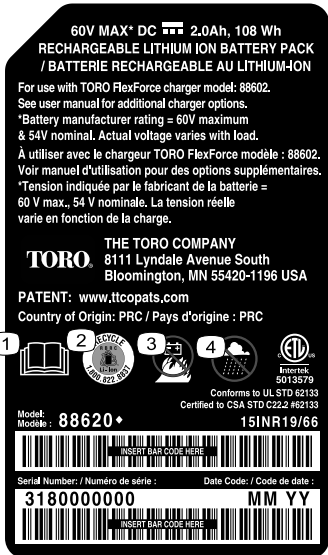 60V MAX* DC 2.0Ah, 108 Wh
RECHARGEABLE LITHIUM ION BATTERY PACK
/ BATTERIE RECHARGEABLE AU LITHIUM-ION
For use with TORO FlexForce charger model: 88602.
See user manual for additional charger options.
*Battery manufacturer rating = 60V maximum
& 54V nominal. Actual voltage varies with load.
À utiliser avec le chargeur TORO FlexForce modèle : 88602.
Voir manuel d'utilisation pour des options supplémentaires.
*Tension indiquée par le fabricant de la batterie =
60 V max., 54 V nominale. La tension réelle
varie en fonction de la charge.
TORO®
THE TORO COMPANY
8111 Lyndale Avenue South
Bloomington, MN 55420-1196 USA
PATENT: www.ttcopats.com
Country of Origin: PRC / Pays d'origine : PRC
1 2 3 4
RECYCLE
Li-Ion
1.800.822.8837
C ETL US
Intertek
5013579
Conforms to UL STD 62133
Certified to CSA STD C22.2 #62133
Model:
Modèle : 88620♦ 15INR19/66
INSERT BAR CODE HERE
Serial Number: / Numéro de série : Date Code: / Code de date :
3180000000 MM YY
INSERT BAR CODE HERE